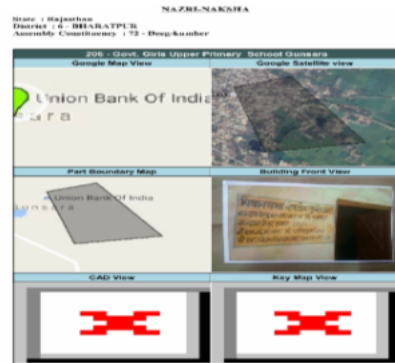 NAZRI-NAKSHA
State : Rajasthan
District : 6 - BHARATPUR
Assembly Constituency : 72 - Deeg-kumher
206 - Govt. Girls Upper Primary School Gunsara
Google Map View
Google Satellite view
Union Bank Of India
Part Boundary Map
Building Front View
Union Bank Of India
CAD View
Key Map View